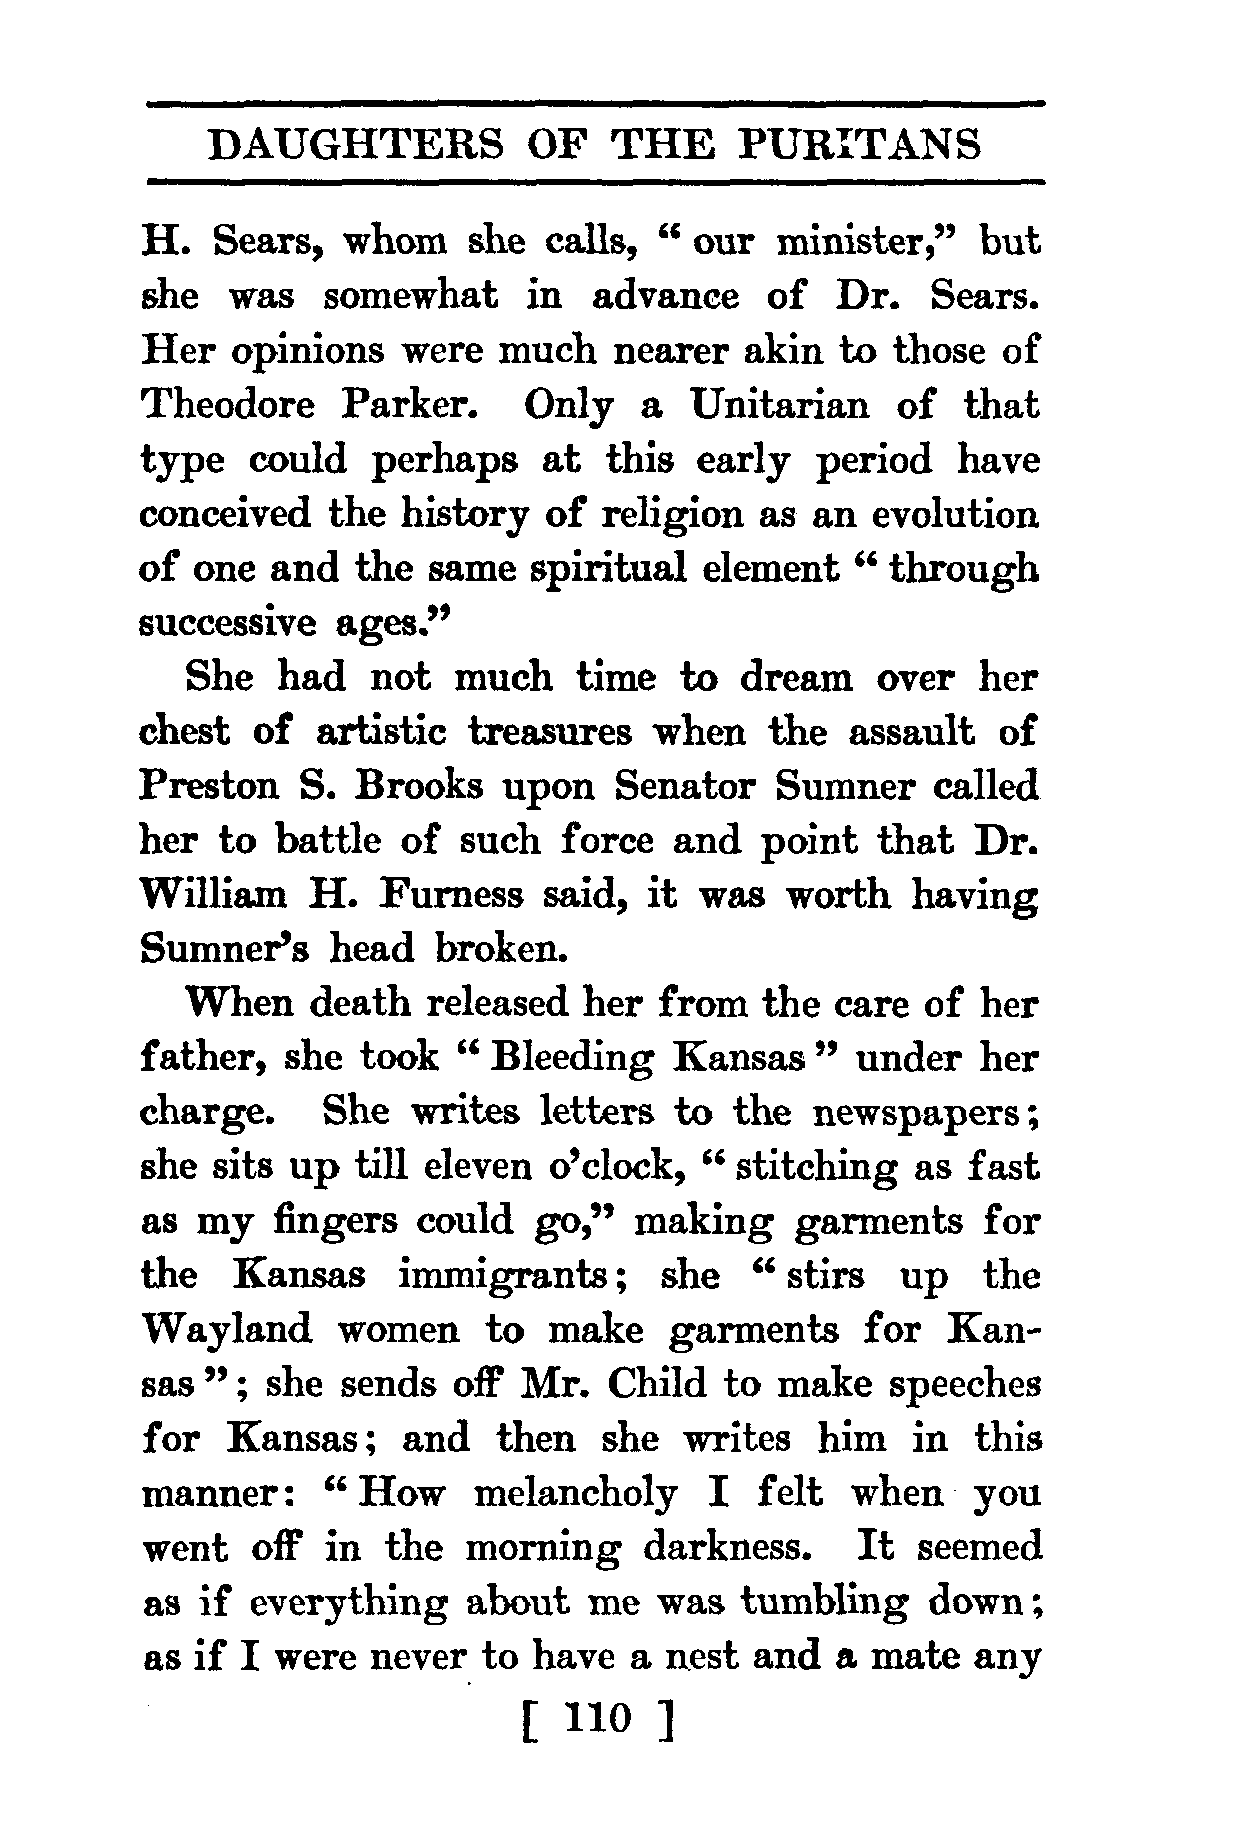 DAUGHTERS OF THE PURITANS
H. Sears, whom she calls, “ our minister,” but
she was somewhat in advance of Dr. Sears.
Her opinions were much nearer akin to those of
Theodore Parker. Only a Unitarian of that
type could perhaps at this early period have
conceived the history of religion as an evolution
of one and the same spiritual element “ through
successive ages.”
She had not much time to dream over her
chest of artistic treasures when the assault of
Preston S. Brooks upon Senator Sumner called
her to battle of such force and point that Dr.
William H. Furness said, it was worth having
Sumner’s head broken.
When death released her from the care of her
father, she took “ Bleeding Kansas ” under her
charge. She writes letters to the newspapers ;
she sits up till eleven o’clock, “ stitching as fast
as my fingers could go,” making garments for
the Kansas immigrants ; she “ stirs up the
Wayland women to make garments for Kan-
sas ” ; she sends off Mr. Child to make speeches
for Kansas ; and then she writes him in this
manner : “ How melancholy I felt when you
went off in the morning darkness. It seemed
as if everything about me was tumbling down ;
as if I were never to have a nest and a mate any
[ 110 ]